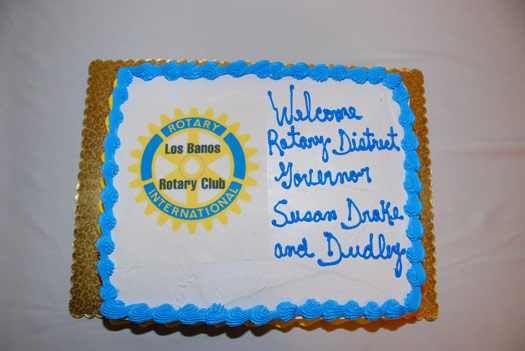 ROTARY
Los Banos
Rotary Club
INTERNATIONAL
Welcome
Rotary District
Governor
Susan Drake
and Dudley